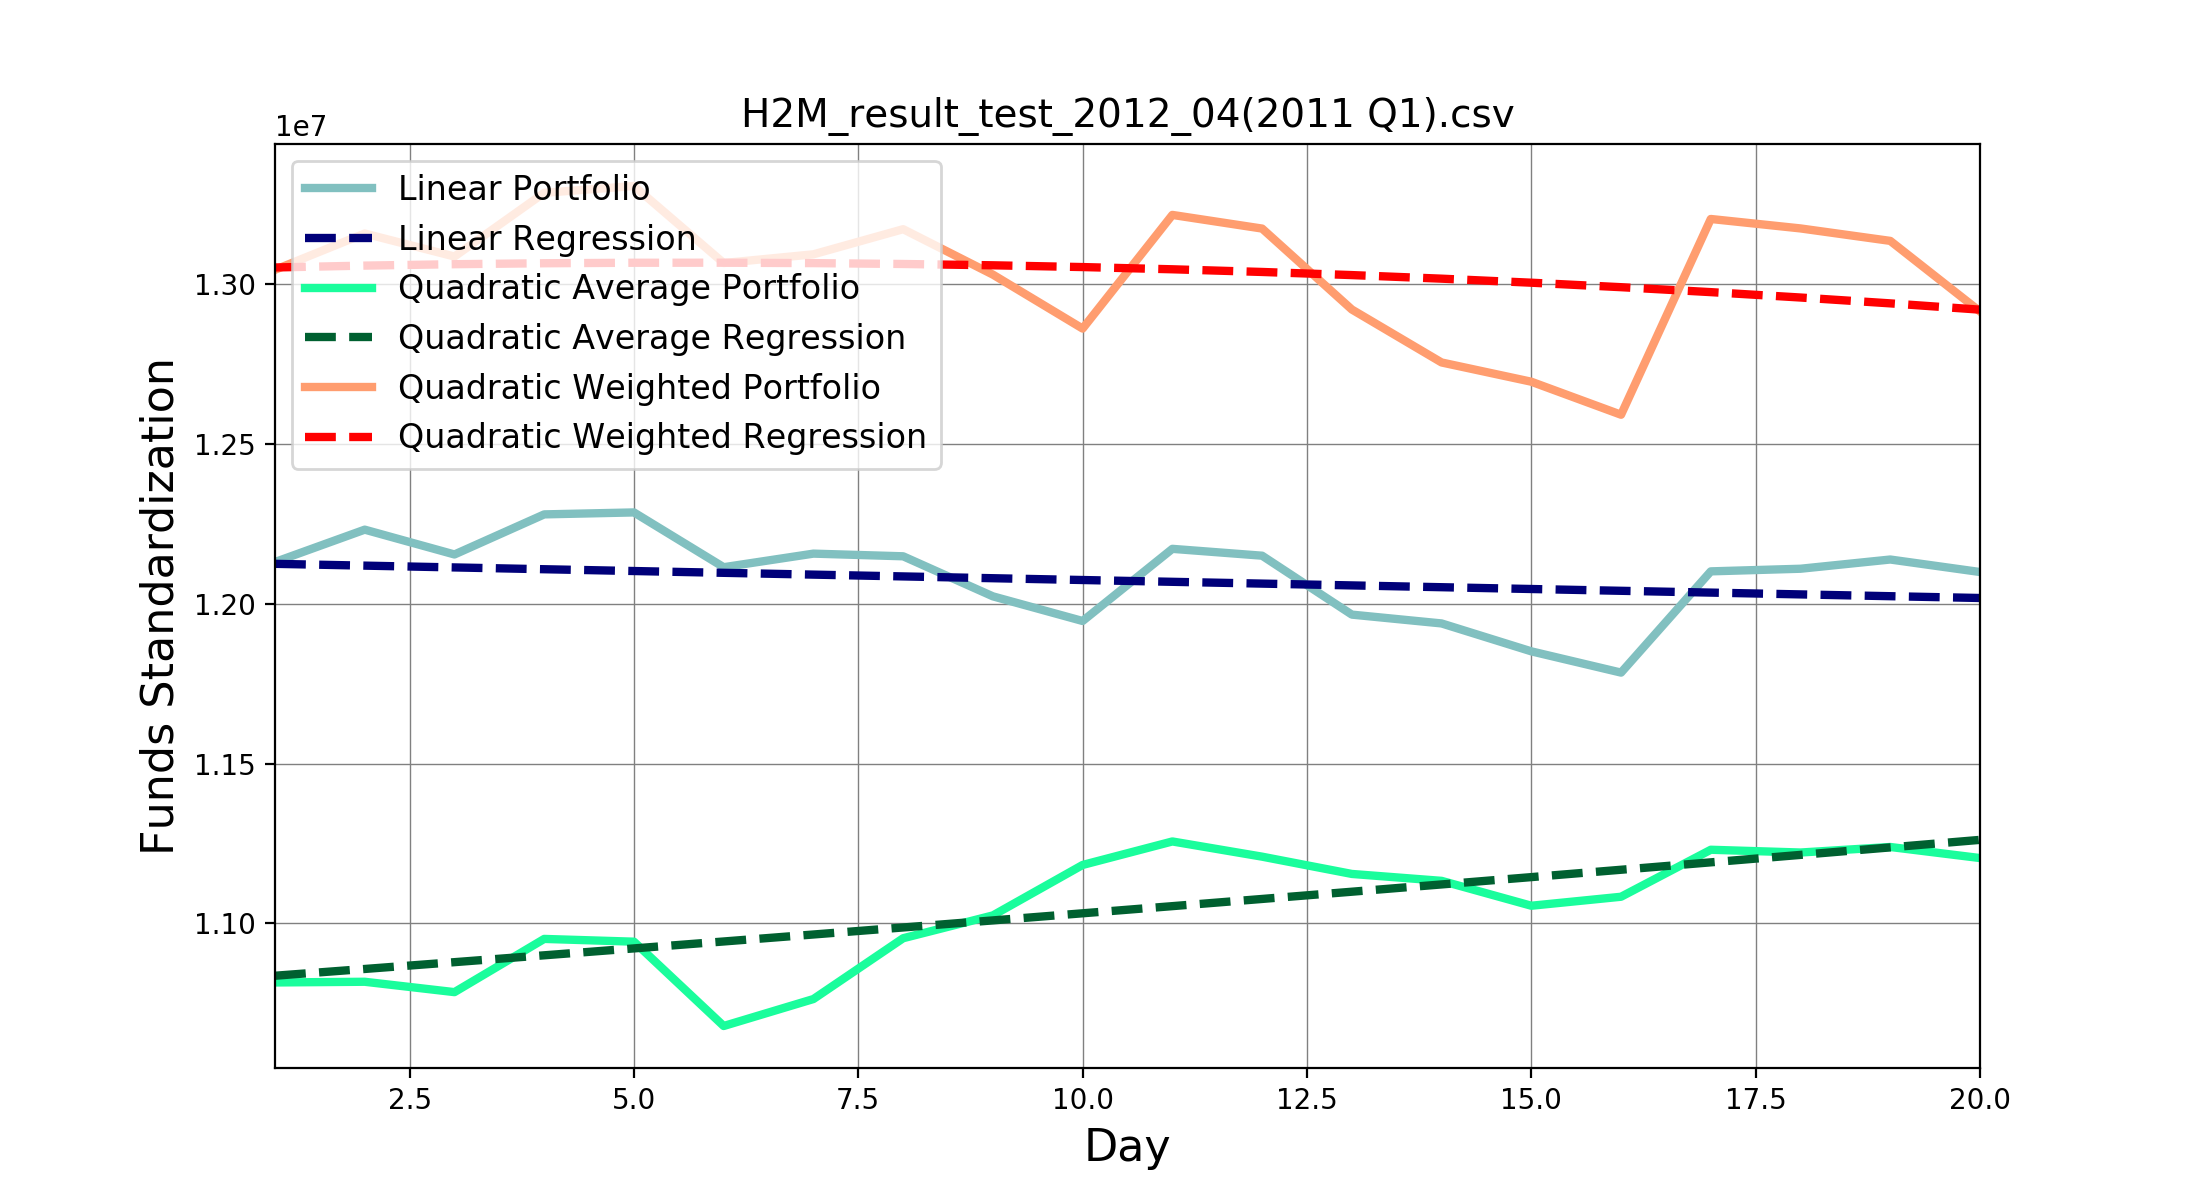 H2M_result_test_2012_04(2011 Q1).csv
1e7
Linear Portfolio
Linear Regression
Quadratic Average Portfolio
Quadratic Average Regression
Quadratic Weighted Portfolio
Quadratic Weighted Regression
1.30
1.25
1.20
1.15
1.10
Funds Standardization
2.5 5.0 7.5 10.0 12.5 15.0 17.5 20.0
Day